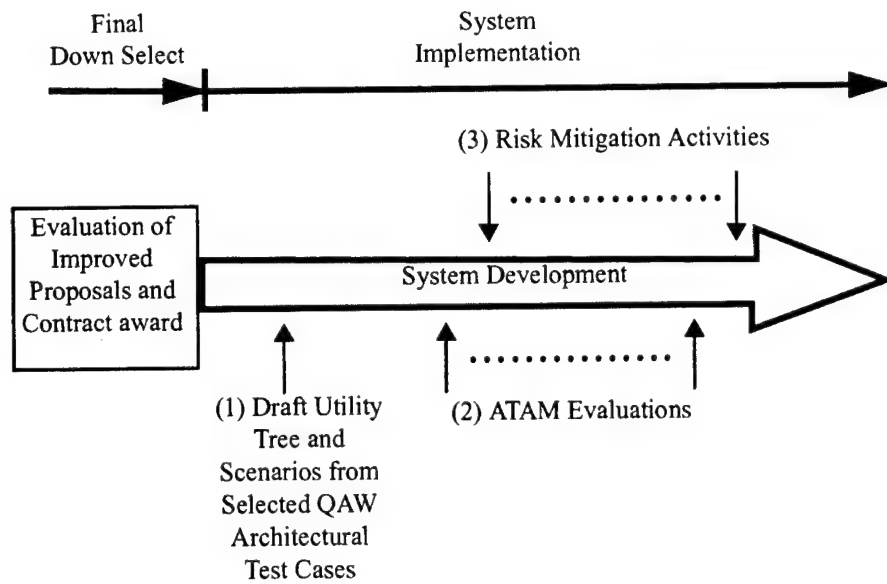 Final
Down Select
System
Implementation
(3) Risk Mitigation Activities
Evaluation of
Improved
Proposals and
Contract award
System Development
(1) Draft Utility
Tree and
Scenarios from
Selected QAW
Architectural
Test Cases
(2) ATAM Evaluations